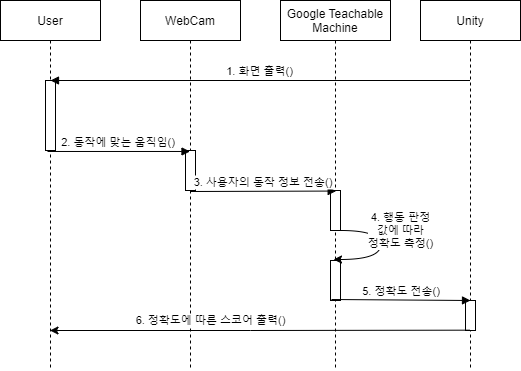 User
WebCam
Google Teachable
Machine
Unity
1. 화면 출력()
2. 동작에 맞는 움직임()
3. 사용자의 동작 정보 전송()
4. 행동 판정
값에 따라
정확도 측정()
5. 정확도 전송()
6. 정확도에 따른 스코어 출력()